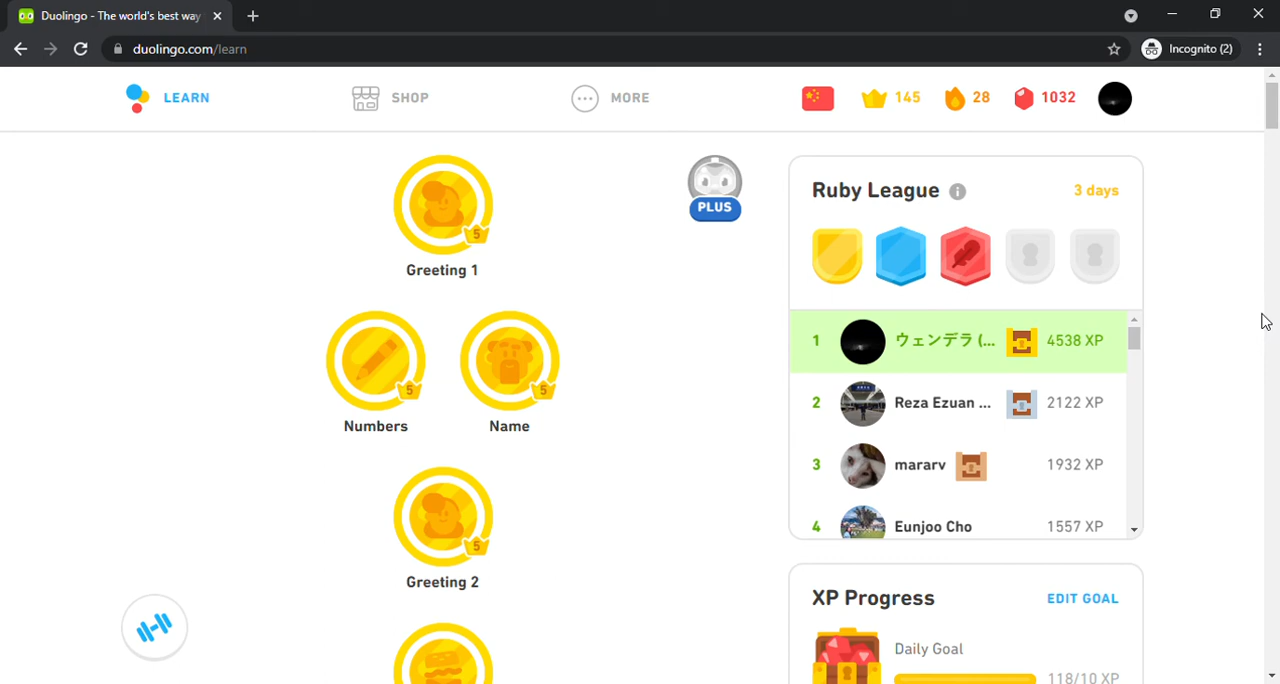 Duolingo - The world's best way
duolingo.com/learn
Incognito (2)
LEARN
SHOP
MORE
145
28
1032
PLUS
Greeting 1
5
Numbers
5
Name
5
Greeting 2
5
Ruby League
3 days
1 ウェンデラ (... 4538 XP
2 Reza Ezuan ... 2122 XP
3 mararv 1932 XP
4 Eunjoo Cho 1557 XP
XP Progress
EDIT GOAL
Daily Goal
118/10 XP